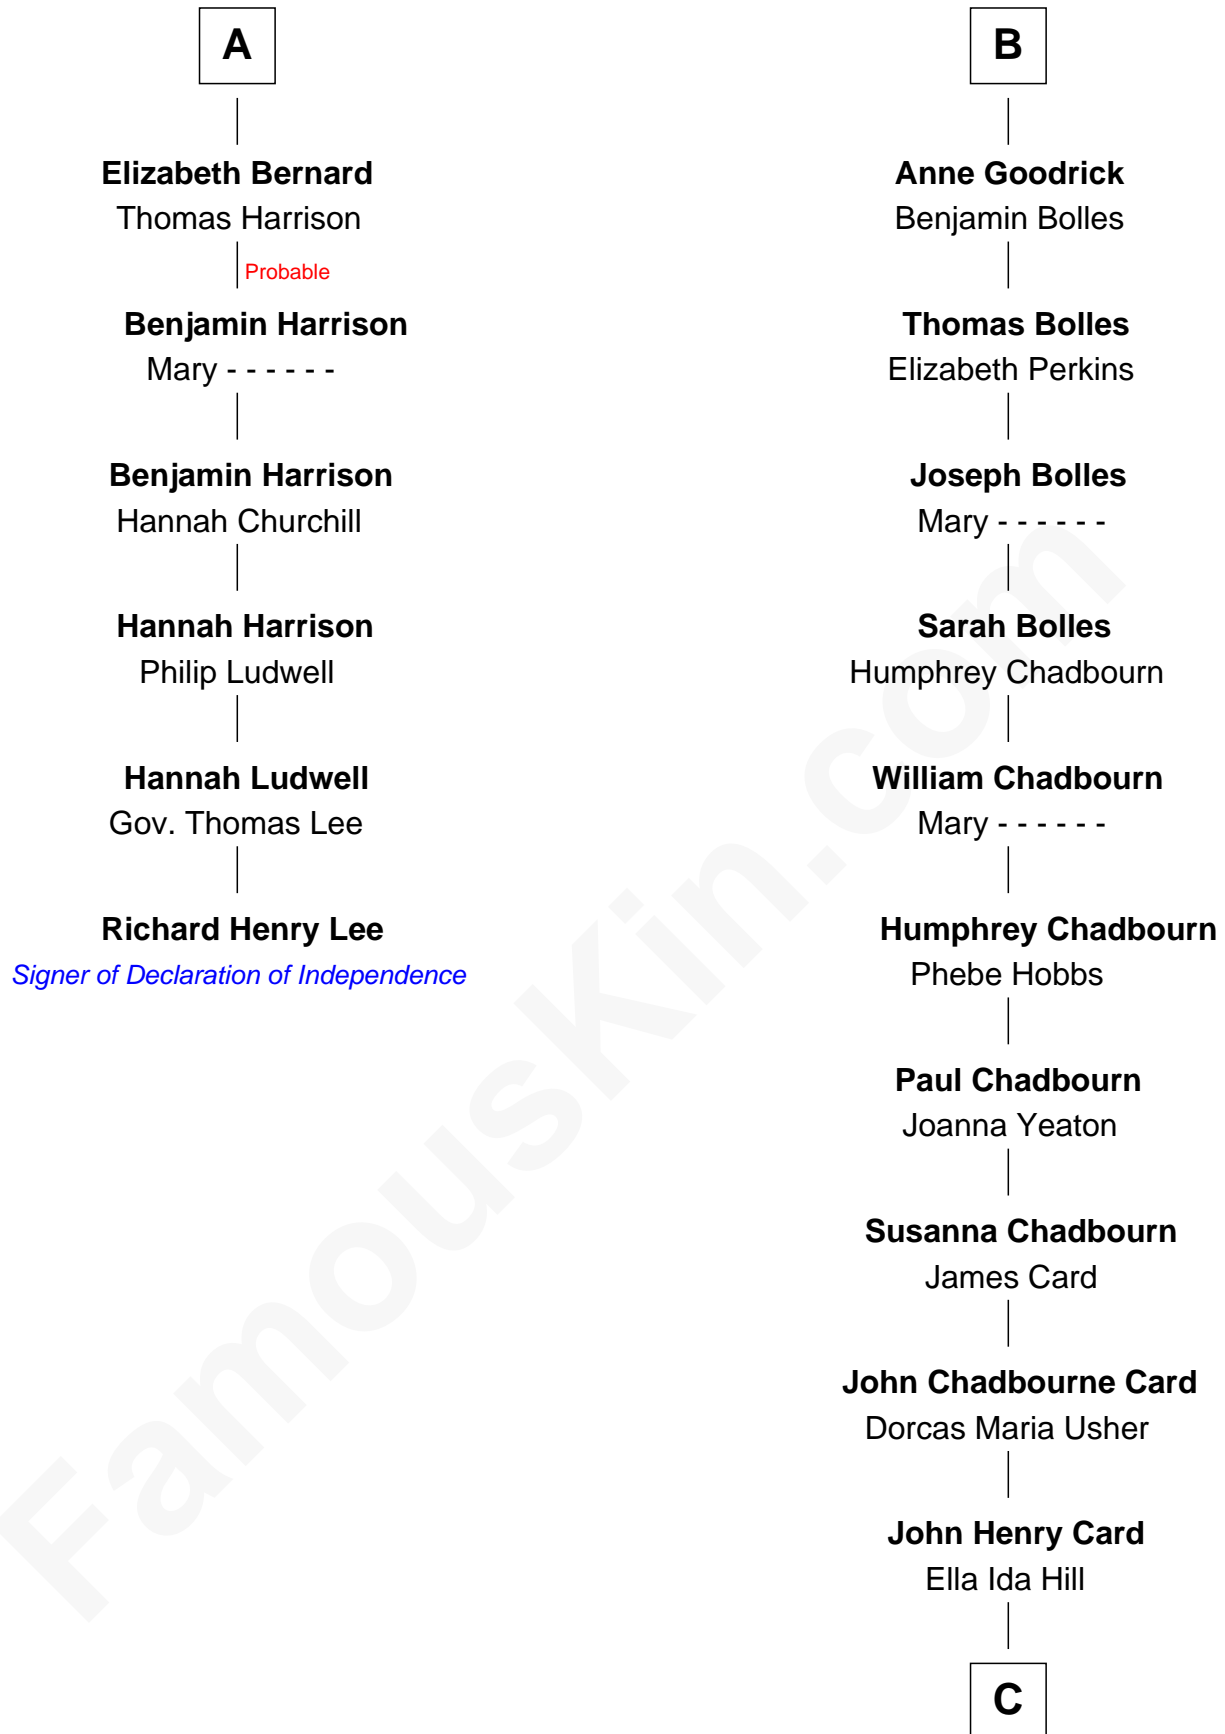 A
Elizabeth Bernard
Thomas Harrison
Probable
Benjamin Harrison
Mary - - - - - -
Benjamin Harrison
Hannah Churchill
Hannah Harrison
Philip Ludwell
Hannah Ludwell
Gov. Thomas Lee
Richard Henry Lee
Signer of Declaration of Independence
B
Anne Goodrick
Benjamin Bolles
Thomas Bolles
Elizabeth Perkins
Joseph Bolles
Mary - - - - - -
Sarah Bolles
Humphrey Chadbourn
William Chadbourn
Mary - - - - - -
Humphrey Chadbourn
Phebe Hobbs
Paul Chadbourn
Joanna Yeaton
Susanna Chadbourn
James Card
John Chadbourne Card
Dorcas Maria Usher
John Henry Card
Ella Ida Hill
C
FamousKin.com